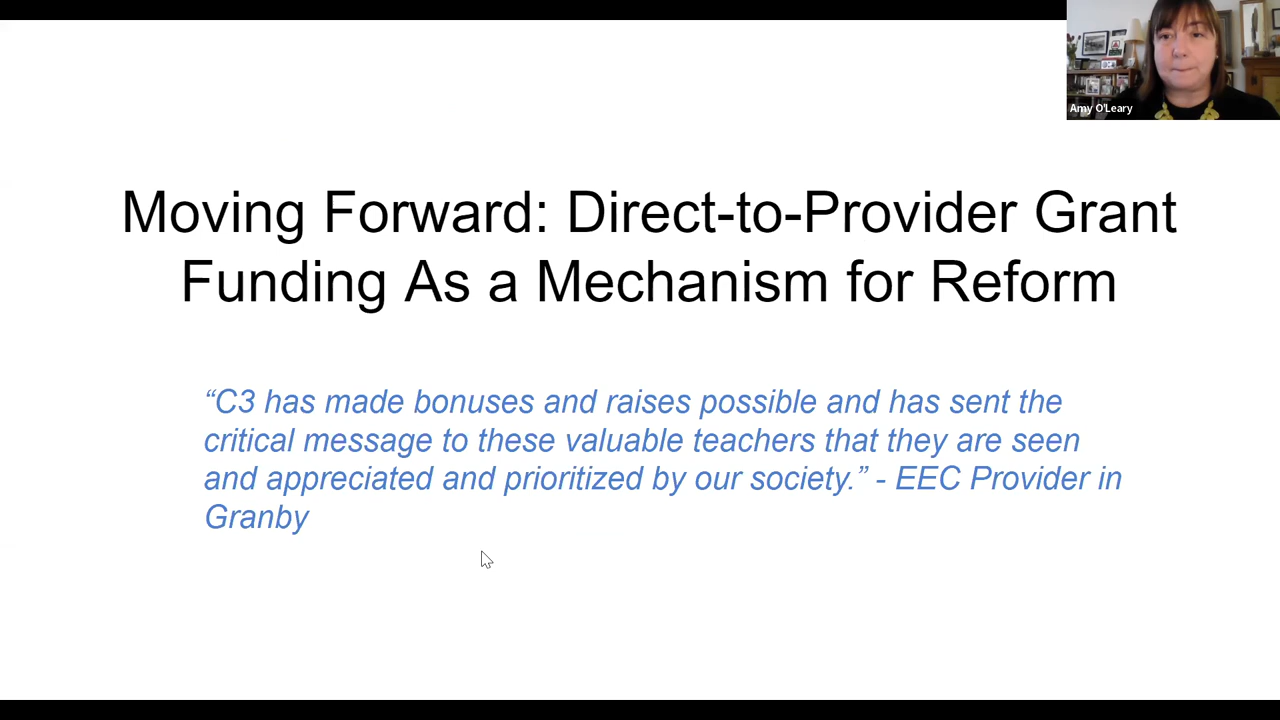 Amy O'Leary
Moving Forward: Direct-to-Provider Grant
Funding As a Mechanism for Reform
“C3 has made bonuses and raises possible and has sent the
critical message to these valuable teachers that they are seen
and appreciated and prioritized by our society.” - EEC Provider in
Granby